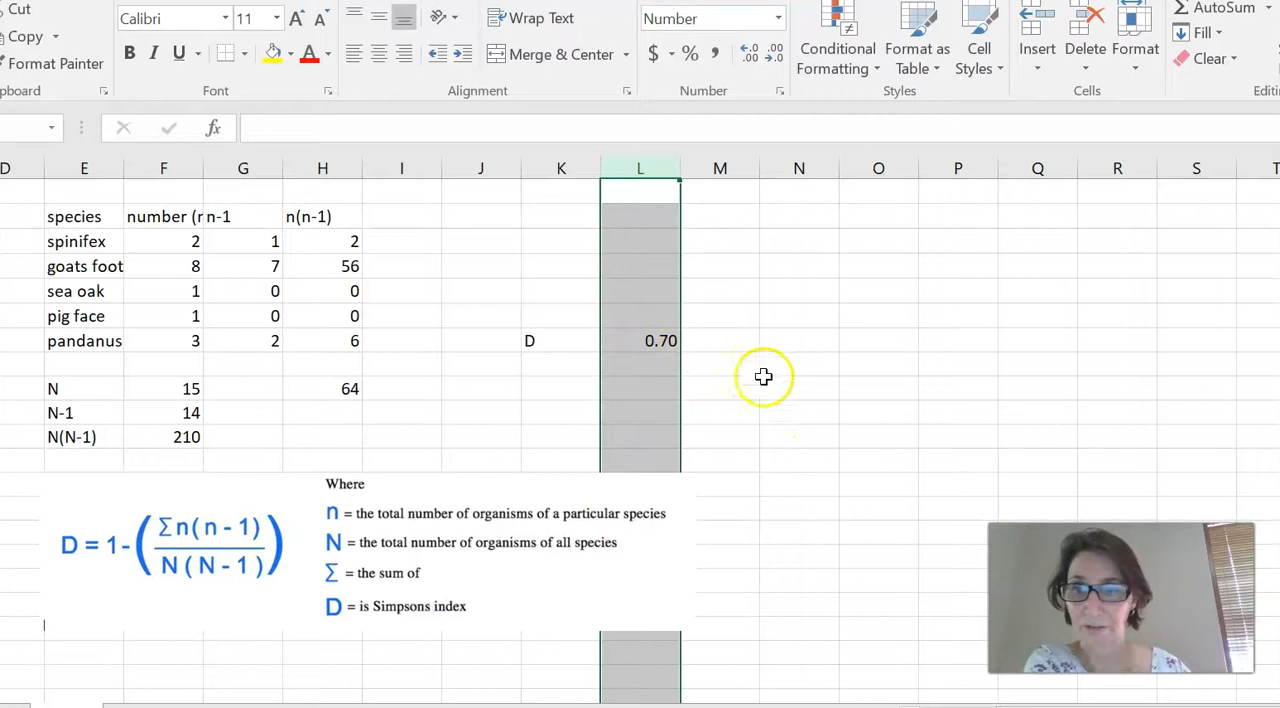 Cut
Calibri 11 A A
Wrap Text
Number
AutoSum
Copy
Fill
Format Painter
B I U A
Merge & Center
$ % , .00 .00
Conditional Formatting
Format as Table
Cell Styles
Insert
Delete
Format
Clear
pboard
Font
Alignment
Number
Styles
Cells
Editi
fx
D E F G H I J K L M N O P Q R S T
species number (r n-1 n(n-1)
spinifex 2 1 2
goats foot 8 7 56
sea oak 1 0 0
pig face 1 0 0
pandanus 3 2 6 D 0.70
N 15 64
N-1 14
N(N-1) 210
Where
D = 1 - ( Σn(n - 1) / N(N - 1) )
n = the total number of organisms of a particular species
N = the total number of organisms of all species
Σ = the sum of
D = is Simpsons index